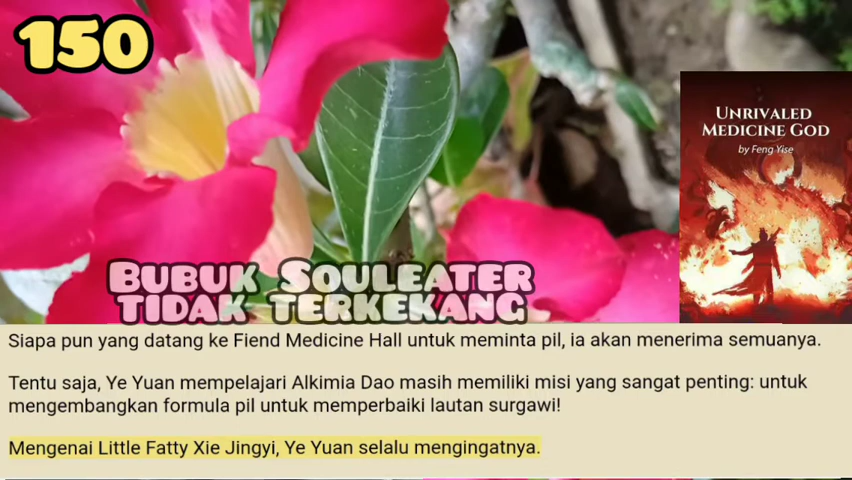 150
UNRIVALED
MEDICINE GOD
by Feng Yise
BUBUK SOULEATER
TIDAK TERKEKANG
Siapa pun yang datang ke Fiend Medicine Hall untuk meminta pil, ia akan menerima semuanya.
Tentu saja, Ye Yuan mempelajari Alkimia Dao masih memiliki misi yang sangat penting: untuk
mengembangkan formula pil untuk memperbaiki lautan surgawi!
Mengenai Little Fatty Xie Jingyi, Ye Yuan selalu mengingatnya.